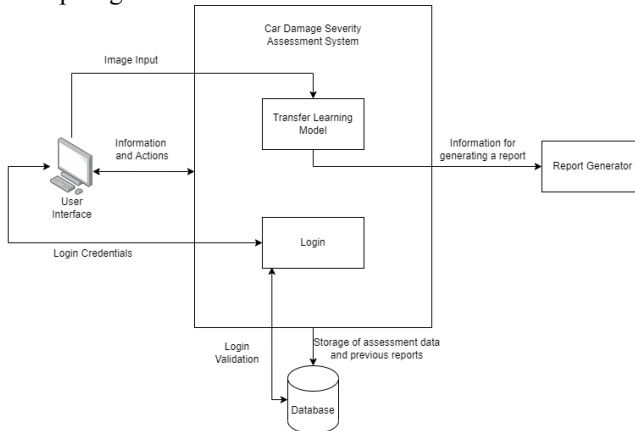 Car Damage Severity
Assessment System
Image Input
Transfer Learning
Model
Information
and Actions
Information for
generating a report
Report Generator
User
Interface
Login
Login Credentials
Login
Validation
Storage of assessment data
and previous reports
Database